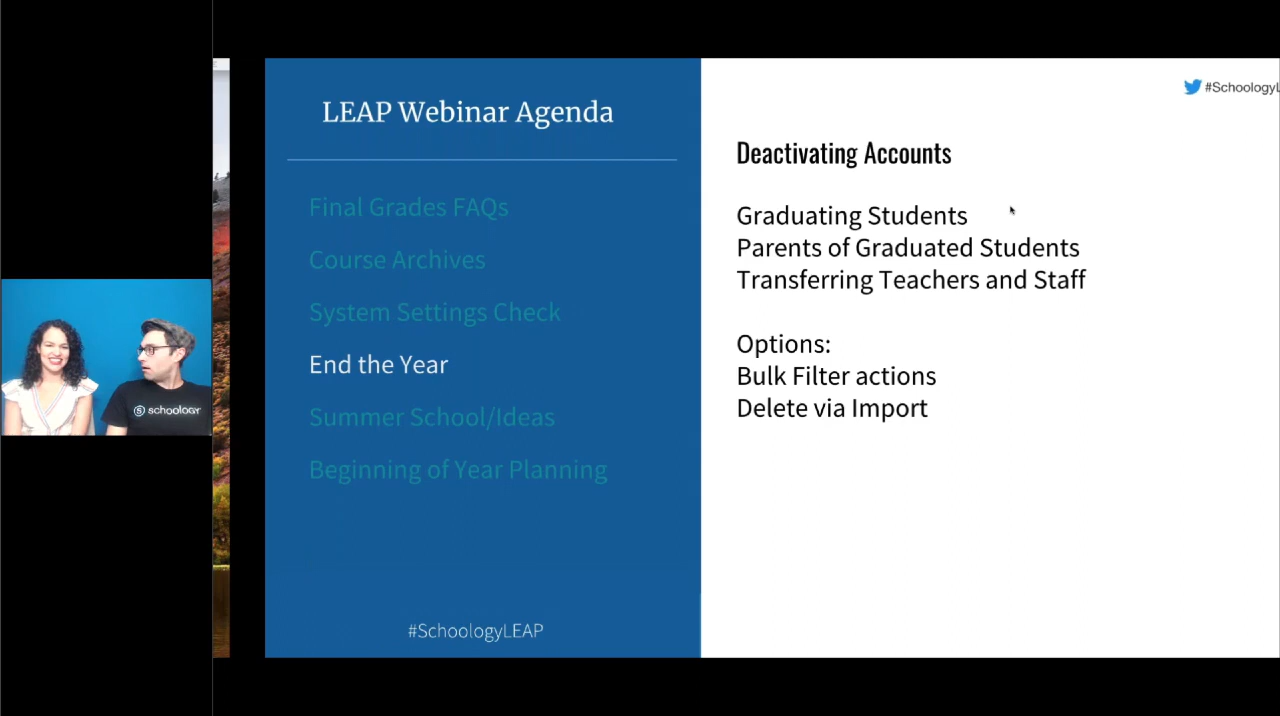 LEAP Webinar Agenda
Final Grades FAQs
Course Archives
System Settings Check
End the Year
Summer School/Ideas
Beginning of Year Planning
#SchoologyLEAP
#SchoologyL
Deactivating Accounts
Graduating Students
Parents of Graduated Students
Transferring Teachers and Staff
Options:
Bulk Filter actions
Delete via Import
S schoology